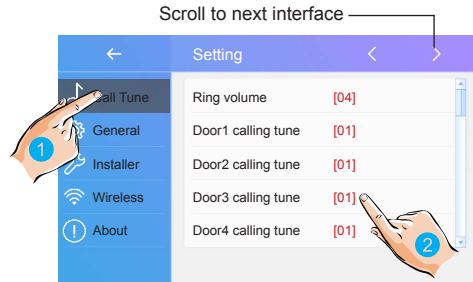 Scroll to next interface
Setting
Call Tune
Ring volume [04]
General
Door1 calling tune [01]
Installer
Door2 calling tune [01]
Wireless
Door3 calling tune [01]
About
Door4 calling tune [01]
1
2